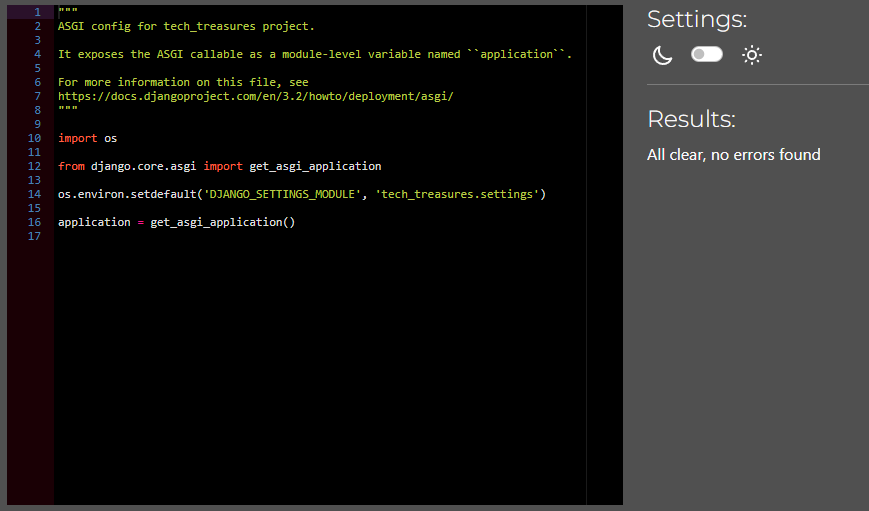 1 """
2 ASGI config for tech_treasures project.
3
4 It exposes the ASGI callable as a module-level variable named ``application``.
5
6 For more information on this file, see
7 https://docs.djangoproject.com/en/3.2/howto/deployment/asgi/
8 """
9
10 import os
11
12 from django.core.asgi import get_asgi_application
13
14 os.environ.setdefault('DJANGO_SETTINGS_MODULE', 'tech_treasures.settings')
15
16 application = get_asgi_application()
17
Settings:
Results:
All clear, no errors found